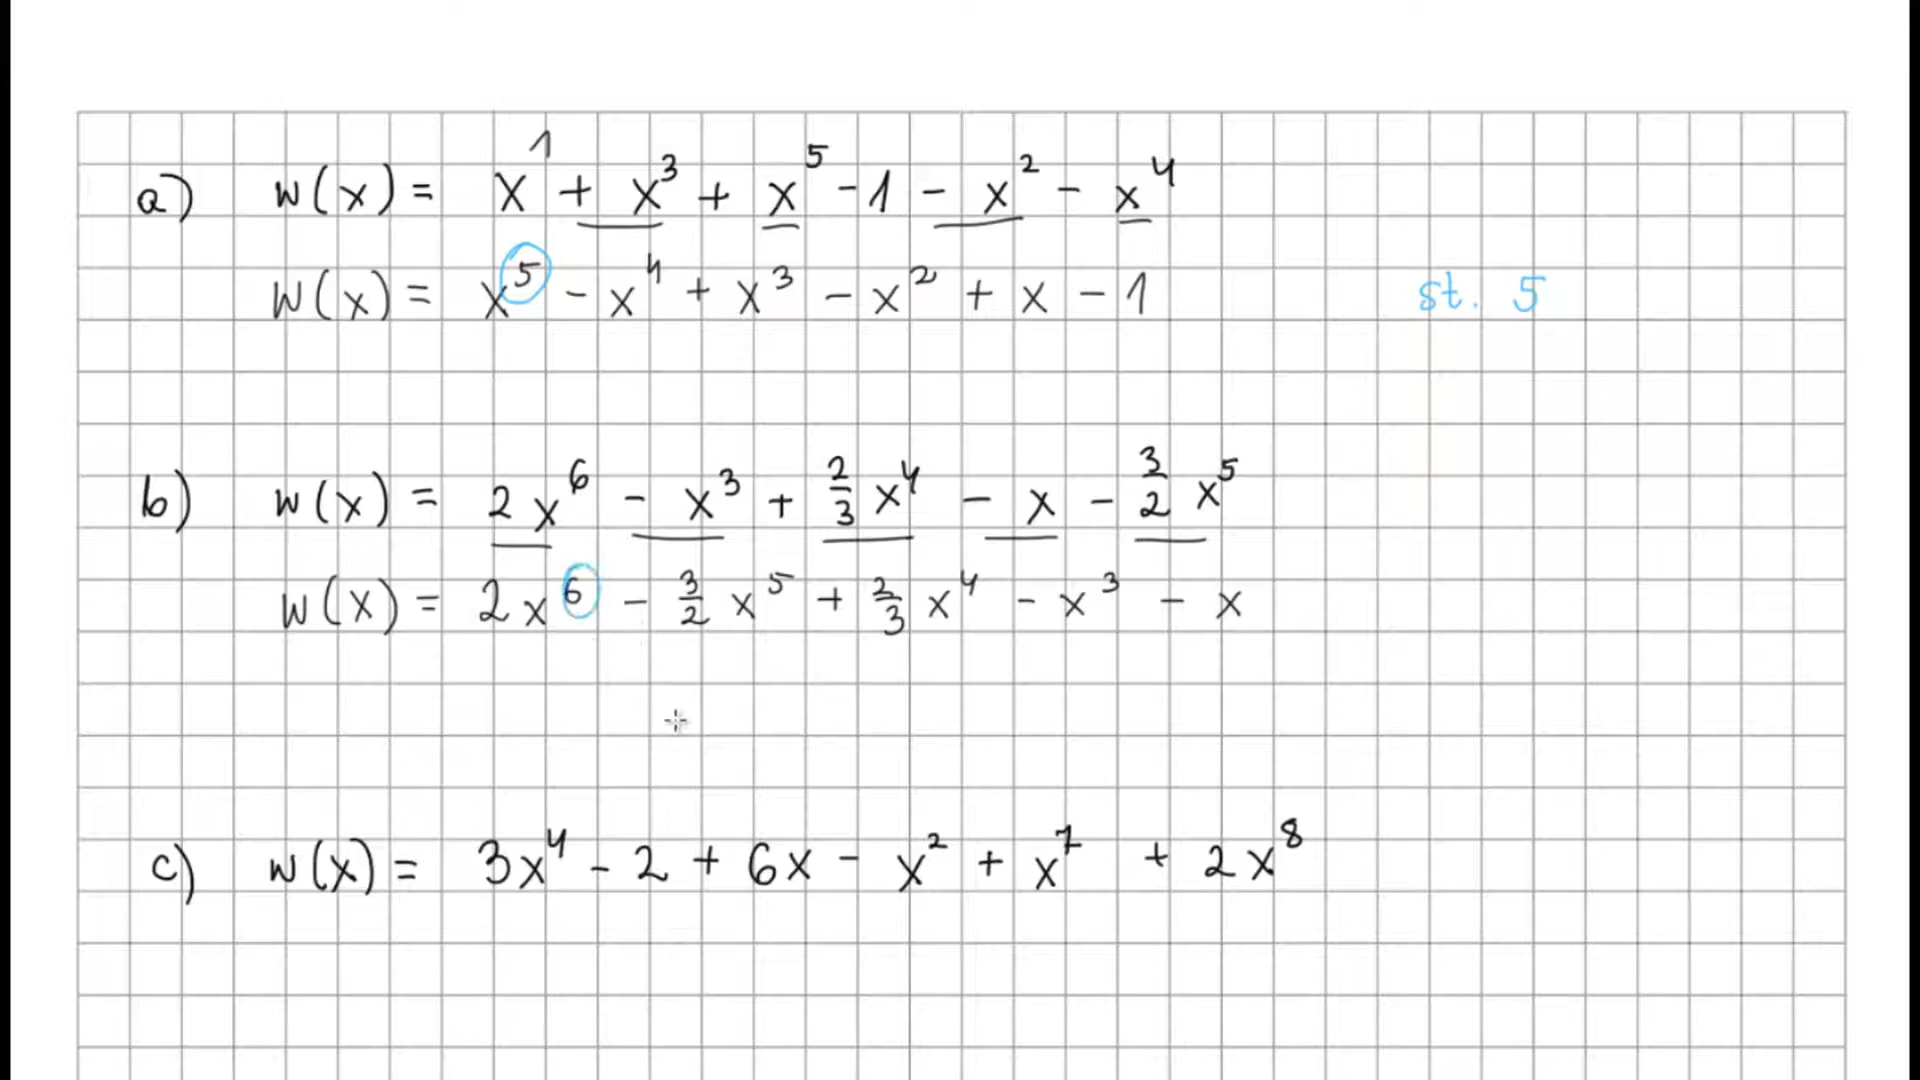 a) W(x) = x¹ + x³ + x⁵ - 1 - x² - x⁴
W(x) = x⁵ - x⁴ + x³ - x² + x - 1 st. 5
b) W(x) = 2x⁶ - x³ + 2/3 x⁴ - x - 3/2 x⁵
W(x) = 2x⁶ - 3/2 x⁵ + 2/3 x⁴ - x³ - x
c) W(x) = 3x⁴ - 2 + 6x - x² + x⁷ + 2x⁸